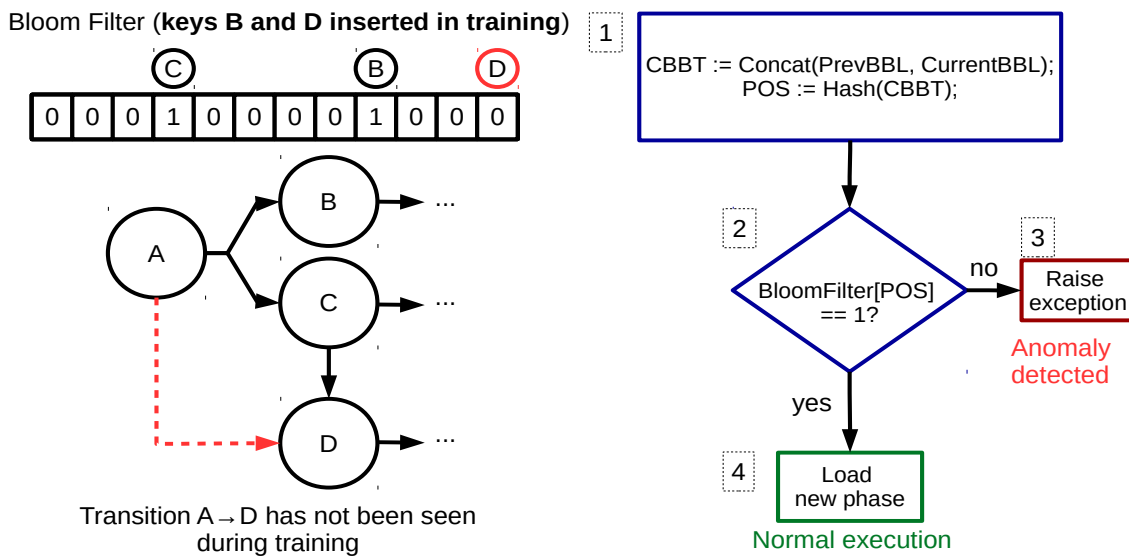 Bloom Filter (keys B and D inserted in training)
C B D
0 0 0 1 0 0 0 0 1 0 0 0
B ...
A
C ...
D ...
Transition A→D has not been seen
during training
1
CBBT := Concat(PrevBBL, CurrentBBL);
POS := Hash(CBBT);
2
BloomFilter[POS]
== 1?
no
3
Raise
exception
Anomaly
detected
yes
4
Load
new phase
Normal execution